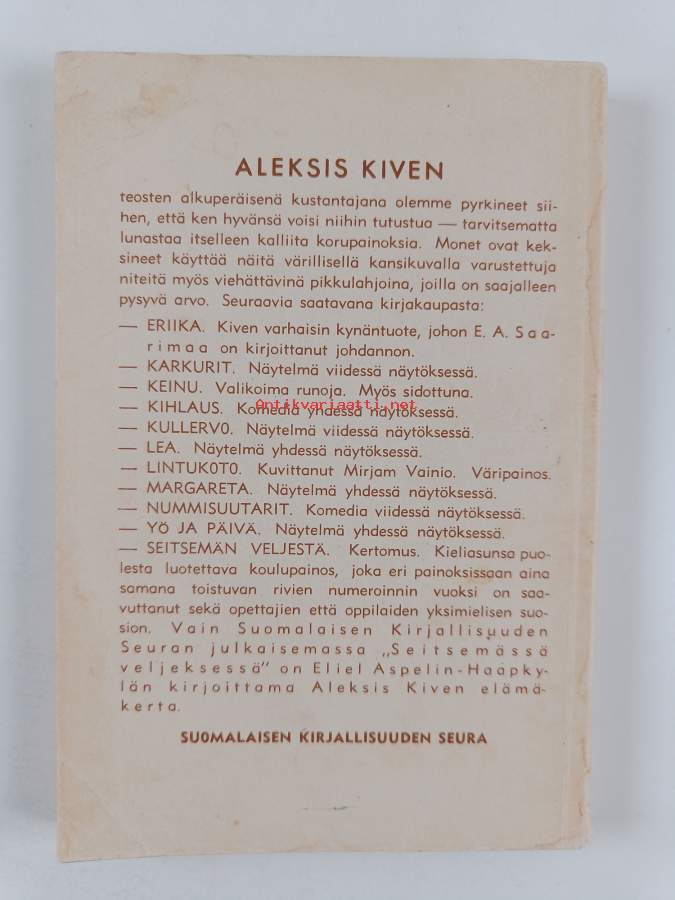 ALEKSIS KIVEN
teosten alkuperäisenä kustantajana olemme pyrkineet sii-
hen, että ken hyvänsä voisi niihin tutustua — tarvitsematta
lunastaa itselleen kalliita korupainoksia. Monet ovat kek-
sineet käyttää näitä värillisellä kansikuvalla varustettuja
niteitä myös viehättävinä pikkulahjoina, joilla on saajalleen
pysyvä arvo. Seuraavia saatavana kirjakaupasta:
— ERIIKA. Kiven varhaisin kynäntuote, johon E. A. Saa-
rimaa on kirjoittanut johdannon.
— KARKURIT. Näytelmä viidessä näytöksessä.
— KEINU. Valikoima runoja. Myös sidottuna.
Antikvariaatti.net
— KIHLAUS. Komedia yhdessä näytöksessä.
— KULLERVO. Näytelmä viidessä näytöksessä.
— LEA. Näytelmä yhdessä näytöksessä.
— LINTUKOTO. Kuvittanut Mirjam Vainio. Väripainos.
— MARGARETA. Näytelmä yhdessä näytöksessä.
— NUMMISUUTARIT. Komedia viidessä näytöksessä.
— YÖ JA PÄIVÄ. Näytelmä yhdessä näytöksessä.
— SEITSEMÄN VELJESTÄ. Kertomus. Kieliasunsa puo-
lesta luotettava koulupainos, joka eri painoksissaan aina
samana toistuvan rivien numeroinnin vuoksi on saa-
vuttanut sekä opettajien että oppilaiden yksimielisen suo-
sion. Vain Suomalaisen Kirjallisuuden
Seuran julkaisemassa „Seitsemässä
veljeksessä" on Eliel Aspelin-Haapky-
län kirjoittama Aleksis Kiven elämä-
kerta.
SUOMALAISEN KIRJALLISUUDEN SEURA